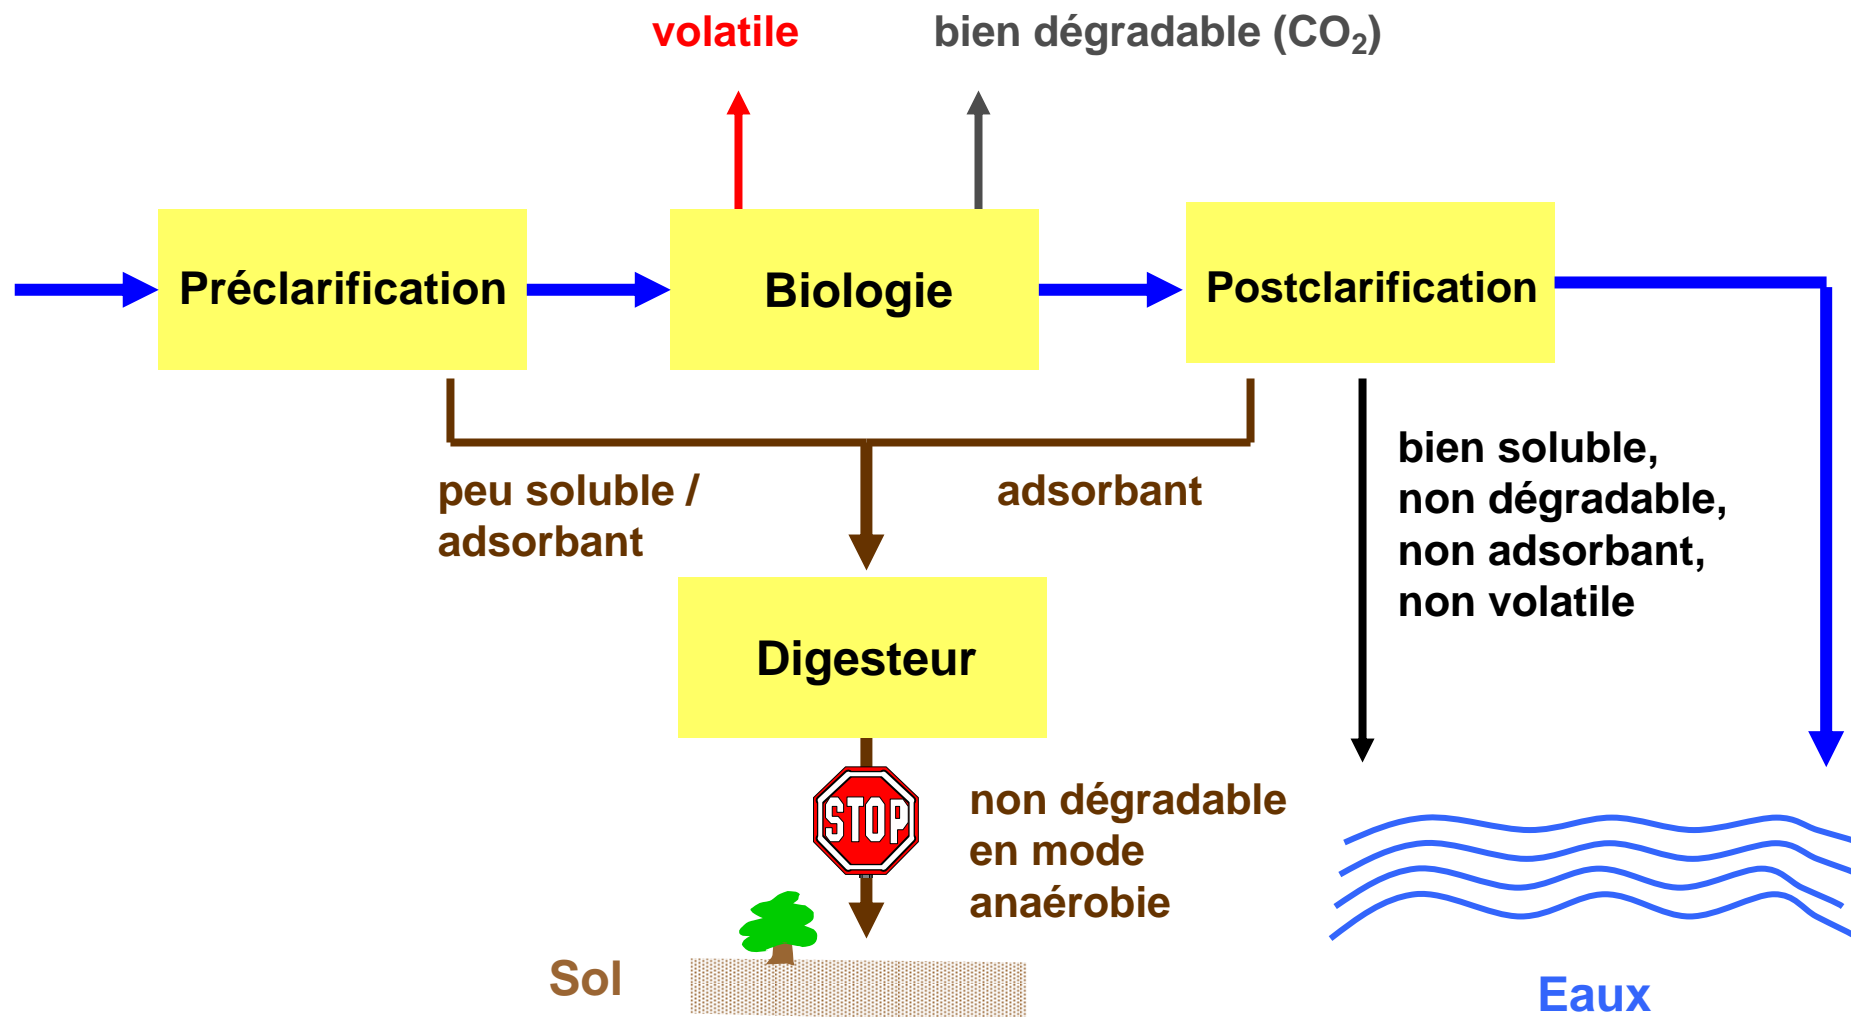 volatile
bien dégradable (CO₂)
Préclarification
Biologie
Postclarification
peu soluble /
adsorbant
adsorbant
bien soluble,
non dégradable,
non adsorbant,
non volatile
Digesteur
STOP
non dégradable
en mode
anaérobie
Sol
Eaux